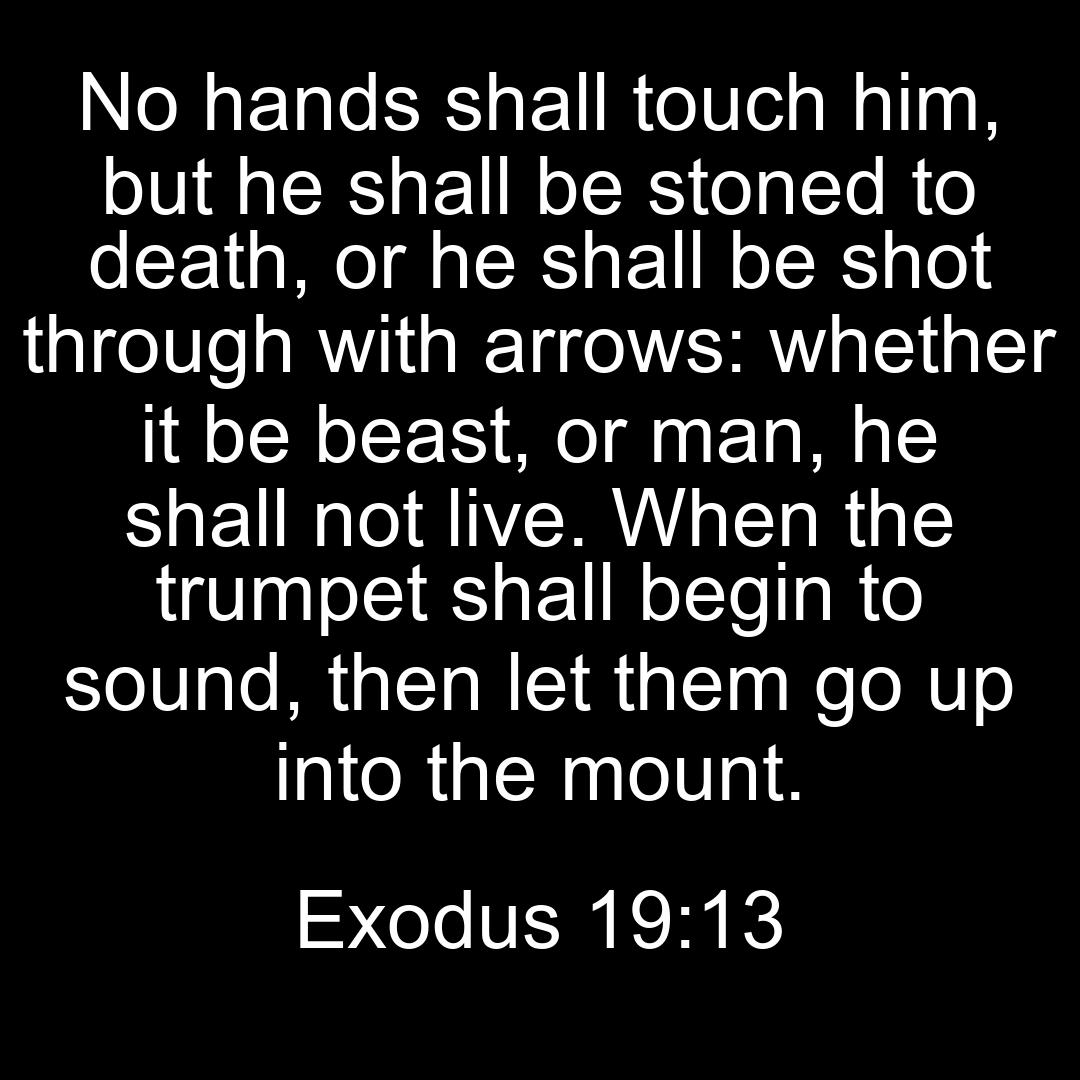 No hands shall touch him,
but he shall be stoned to
death, or he shall be shot
through with arrows: whether
it be beast, or man, he
shall not live. When the
trumpet shall begin to
sound, then let them go up
into the mount.
Exodus 19:13